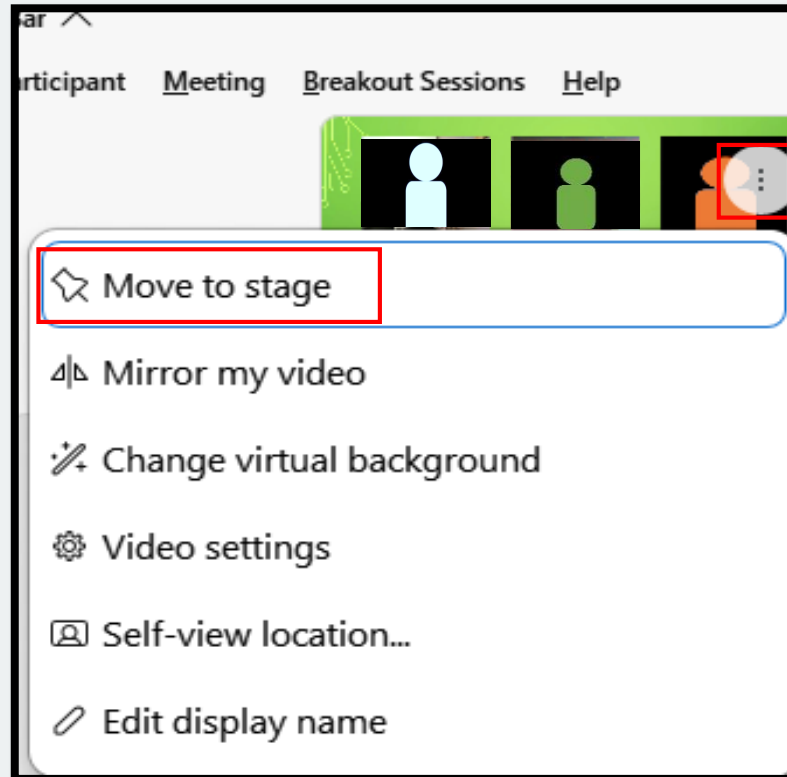 Meeting Breakout Sessions Help
Move to stage
Mirror my video
Change virtual background
Video settings
Self-view location...
Edit display name